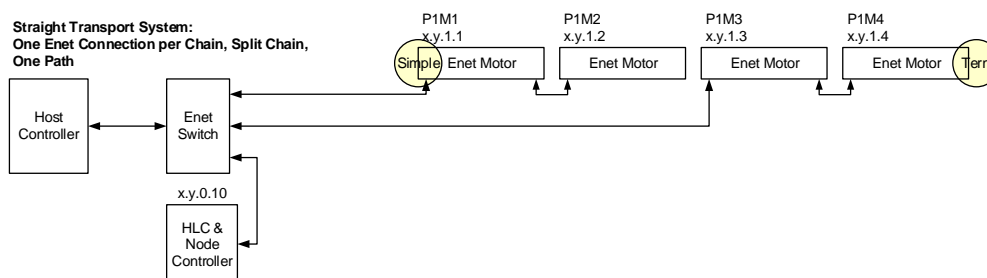 Straight Transport System:
One Enet Connection per Chain, Split Chain,
One Path
P1M1
x.y.1.1
P1M2
x.y.1.2
P1M3
x.y.1.3
P1M4
x.y.1.4
Simple
Enet Motor
Enet Motor
Enet Motor
Enet Motor
Term
Host
Controller
Enet
Switch
x.y.0.10
HLC &
Node
Controller